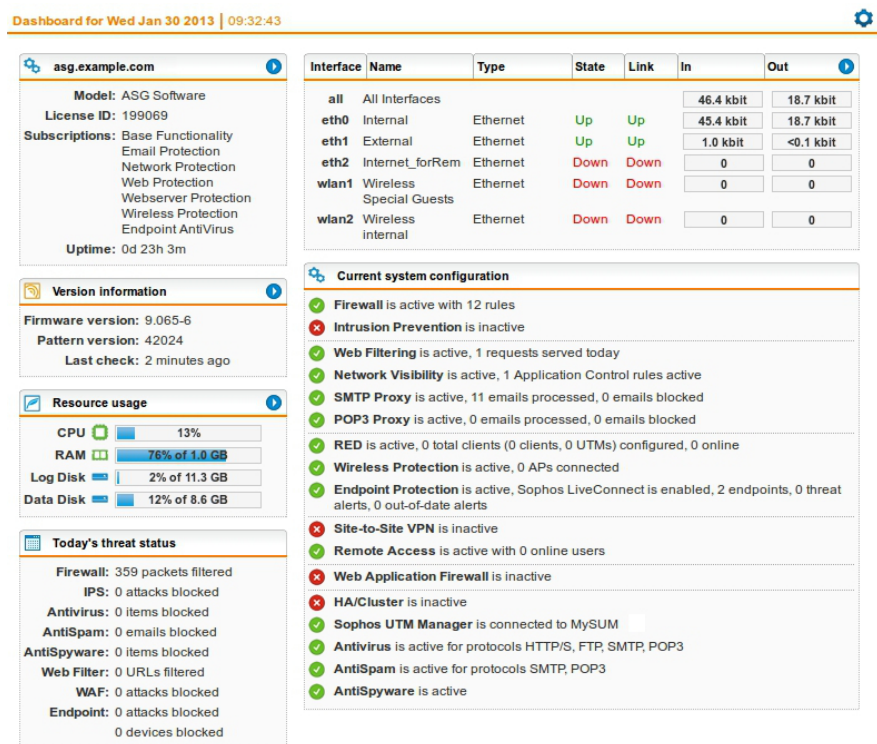 Dashboard for Wed Jan 30 2013 | 09:32:43
asg.example.com
Model: ASG Software
License ID: 199069
Subscriptions: Base Functionality
Email Protection
Network Protection
Web Protection
Webserver Protection
Wireless Protection
Endpoint AntiVirus
Uptime: 0d 23h 3m
Version information
Firmware version: 9.065-6
Pattern version: 42024
Last check: 2 minutes ago
Resource usage
CPU 13%
RAM 76% of 1.0 GB
Log Disk 2% of 11.3 GB
Data Disk 12% of 8.6 GB
Today's threat status
Firewall: 359 packets filtered
IPS: 0 attacks blocked
Antivirus: 0 items blocked
AntiSpam: 0 emails blocked
AntiSpyware: 0 items blocked
Web Filter: 0 URLs filtered
WAF: 0 attacks blocked
Endpoint: 0 attacks blocked
0 devices blocked
Interface Name Type State Link In Out
all All Interfaces 46.4 kbit 18.7 kbit
eth0 Internal Ethernet Up Up 45.4 kbit 18.7 kbit
eth1 External Ethernet Up Up 1.0 kbit <0.1 kbit
eth2 Internet_forRem Ethernet Down Down 0 0
wlan1 Wireless Ethernet Down Down 0 0
Special Guests
wlan2 Wireless Ethernet Down Down 0 0
internal
Current system configuration
Firewall is active with 12 rules
Intrusion Prevention is inactive
Web Filtering is active, 1 requests served today
Network Visibility is active, 1 Application Control rules active
SMTP Proxy is active, 11 emails processed, 0 emails blocked
POP3 Proxy is active, 0 emails processed, 0 emails blocked
RED is active, 0 total clients (0 clients, 0 UTMs) configured, 0 online
Wireless Protection is active, 0 APs connected
Endpoint Protection is active, Sophos LiveConnect is enabled, 2 endpoints, 0 threat
alerts, 0 out-of-date alerts
Site-to-Site VPN is inactive
Remote Access is active with 0 online users
Web Application Firewall is inactive
HA/Cluster is inactive
Sophos UTM Manager is connected to MySUM
Antivirus is active for protocols HTTP/S, FTP, SMTP, POP3
AntiSpam is active for protocols SMTP, POP3
AntiSpyware is active